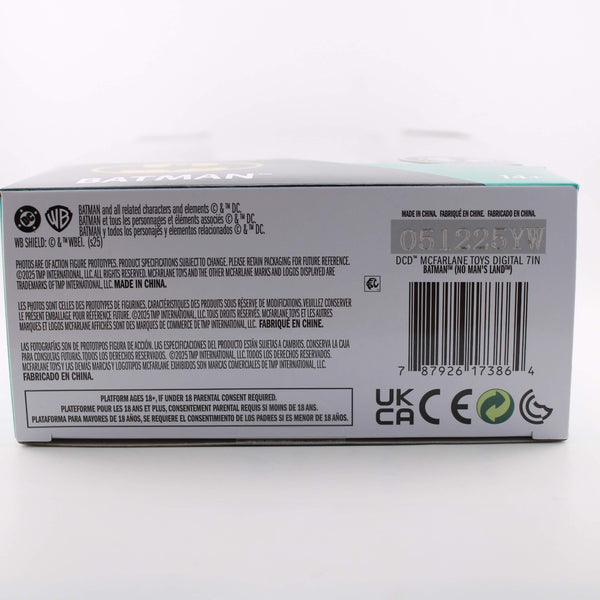 BATMAN™
14+
DC
WB
BATMAN and all related characters and elements © & ™ DC.
BATMAN et tous les personnages et éléments associés © & ™ DC.
BATMAN y todos los personajes y elementos relacionados © & ™ DC.
WB SHIELD: © & ™ WBEI. (s25)
PHOTOS ARE OF ACTION FIGURE PROTOTYPES. PRODUCT SPECIFICATIONS SUBJECT TO CHANGE. PLEASE RETAIN PACKAGING FOR FUTURE REFERENCE.
©2025 TMP INTERNATIONAL, LLC. ALL RIGHTS RESERVED. MCFARLANE TOYS AND THE OTHER MCFARLANE MARKS AND LOGOS DISPLAYED ARE
TRADEMARKS OF TMP INTERNATIONAL, LLC. MADE IN CHINA.
LES PHOTOS SONT CELLES DES PROTOTYPES DE FIGURINES. CARACTÉRISTIQUES DES PRODUITS SOUS RÉSERVE DE MODIFICATIONS. VEUILLEZ CONSERVER
LE PRÉSENT EMBALLAGE POUR RÉFÉRENCE FUTURE. ©2025 TMP INTERNATIONAL, LLC. TOUS DROITS RÉSERVÉS. MCFARLANE TOYS ET LES AUTRES
MARQUES ET LOGOS MCFARLANE AFFICHÉS SONT DES MARQUES DE COMMERCE DE TMP INTERNATIONAL, LLC. FABRIQUÉ EN CHINE.
LAS FOTOGRAFÍAS SON DE PROTOTIPOS DE FIGURA DE ACCIÓN. LAS ESPECIFICACIONES DEL PRODUCTO ESTÁN SUJETAS A CAMBIOS. CONSERVE LA CAJA
PARA CONSULTAS FUTURAS. TODOS LOS DERECHOS RESERVADOS. ©2025 TMP INTERNATIONAL, LLC. TODOS LOS DERECHOS RESERVADOS. MCFARLANE
TOYS Y LAS DEMÁS MARCAS Y LOGOTIPOS MCFARLANE EXHIBIDOS SON MARCAS COMERCIALES DE TMP INTERNATIONAL, LLC.
FABRICADO EN CHINA.
PLATFORM AGES 18+, IF UNDER 18 PARENTAL CONSENT REQUIRED.
PLATEFORME POUR LES 18 ANS ET PLUS, CONSENTEMENT PARENTAL REQUIS SI MOINS DE 18 ANS.
PLATAFORMA PARA MAYORES DE 18 AÑOS, SE REQUIERE EL CONSENTIMIENTO DE LOS PADRES SI ES MENOR DE 18 AÑOS.
MADE IN CHINA. FABRIQUÉ EN CHINE. FABRICADO EN CHINA.
051225YW
DCD™ MCFARLANE TOYS DIGITAL 7IN
BATMAN™ (NO MAN'S LAND™)
7 87926 17386 4
UK CA CE